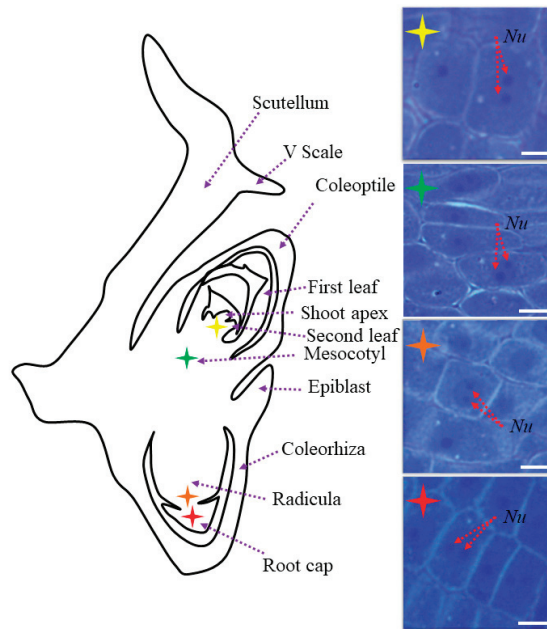 Nu
Scutellum
V Scale
Coleoptile
Nu
First leaf
Shoot apex
Second leaf
Mesocotyl
Epiblast
Nu
Coleorhiza
Radicula
Nu
Root cap